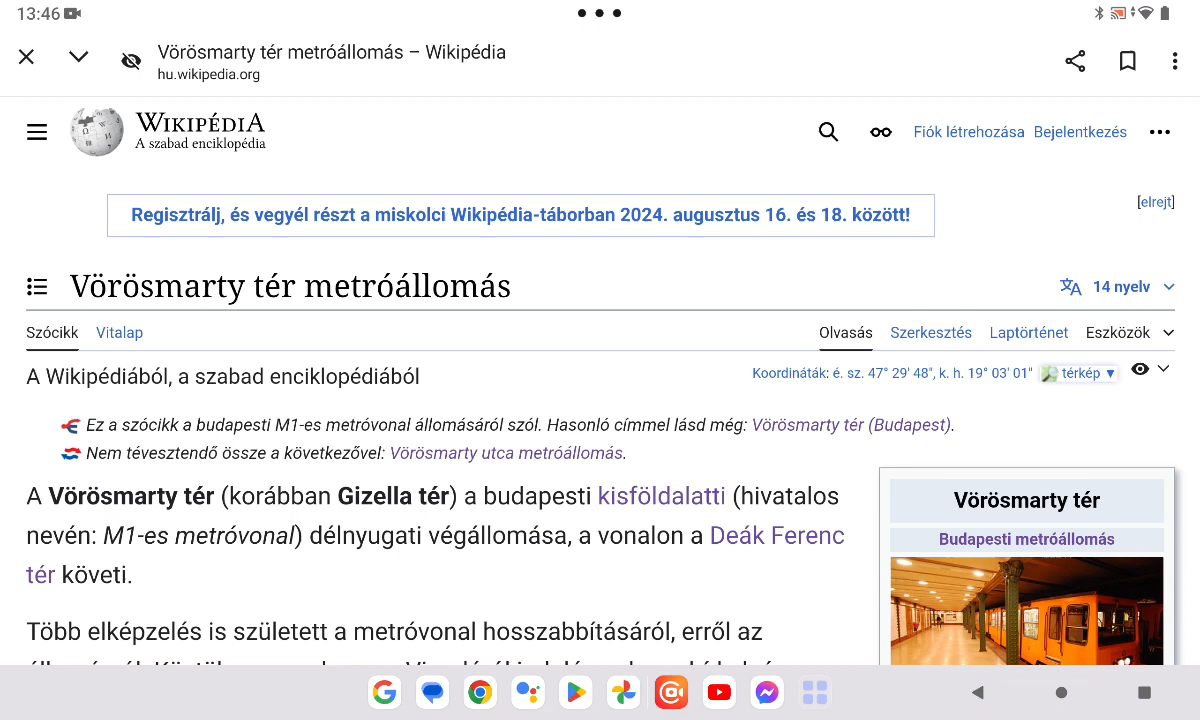 13:46
Vörösmarty tér metróállomás – Wikipédia
hu.wikipedia.org
WIKIPÉDIA
A szabad enciklopédia
Fiók létrehozása Bejelentkezés
Regisztrálj, és vegyél részt a miskolci Wikipédia-táborban 2024. augusztus 16. és 18. között!
[elrejt]
Vörösmarty tér metróállomás
14 nyelv
Szócikk Vitalap
Olvasás Szerkesztés Laptörténet Eszközök
A Wikipédiából, a szabad enciklopédiából
Koordináták: é. sz. 47° 29′ 48″, k. h. 19° 03′ 01″ térkép ▼
Ez a szócikk a budapesti M1-es metróvonal állomásáról szól. Hasonló címmel lásd még: Vörösmarty tér (Budapest).
Nem tévesztendő össze a következővel: Vörösmarty utca metróállomás.
A Vörösmarty tér (korábban Gizella tér) a budapesti kisföldalatti (hivatalos
nevén: M1-es metróvonal) délnyugati végállomása, a vonalon a Deák Ferenc
tér követi.
Több elképzelés is született a metróvonal hosszabbításáról, erről az
Vörösmarty tér
Budapesti metróállomás